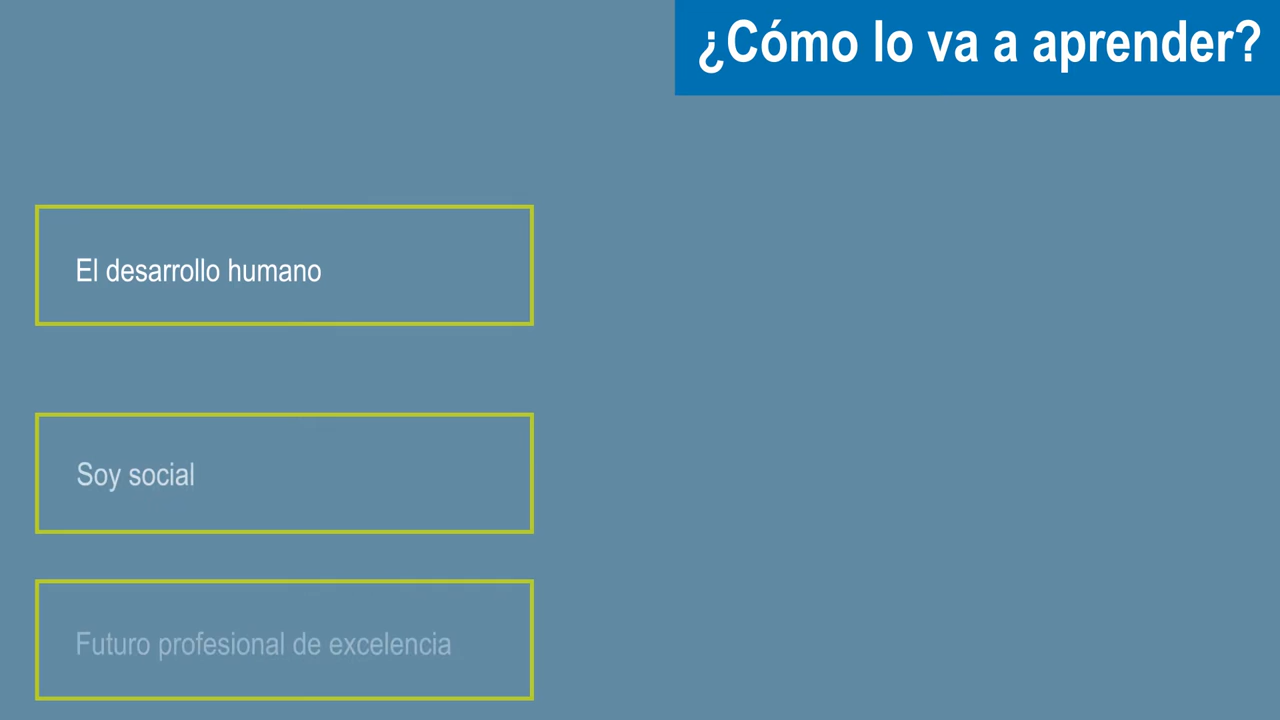 ¿Cómo lo va a aprender?
El desarrollo humano
Soy social
Futuro profesional de excelencia